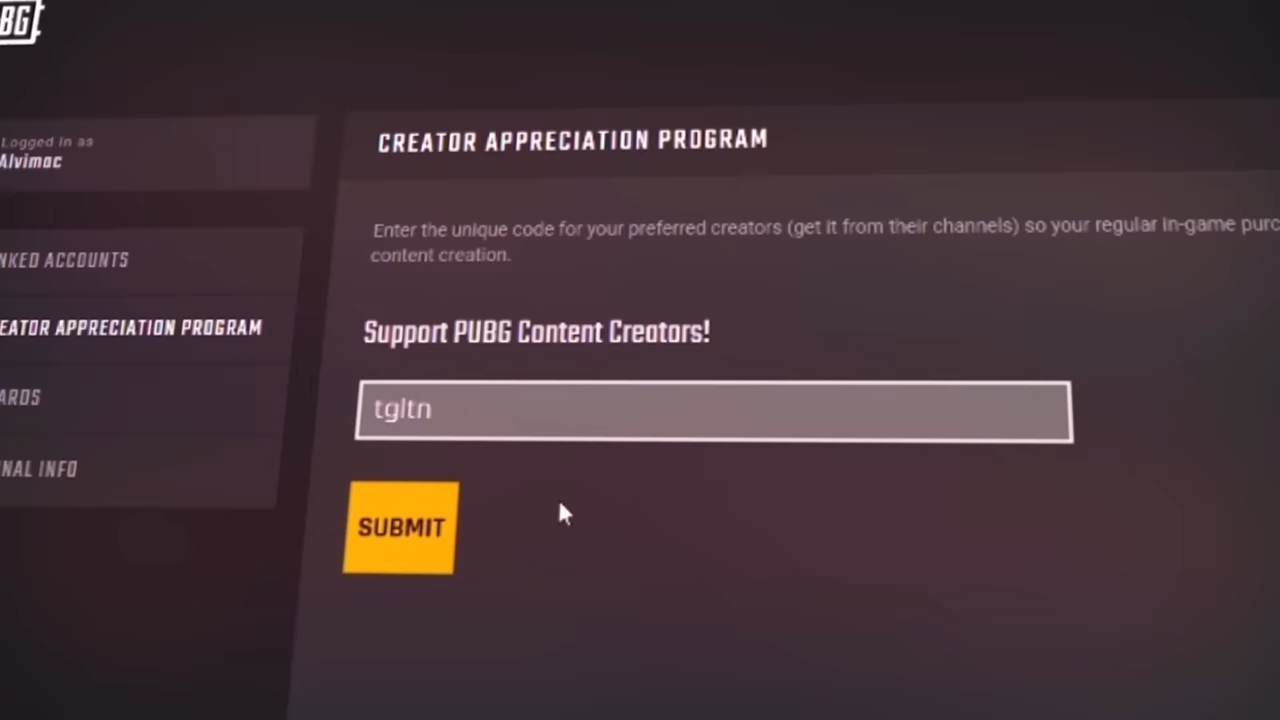 BG
Logged in as
Alvimac
CREATOR APPRECIATION PROGRAM
Enter the unique code for your preferred creators (get it from their channels) so your regular in-game purc
content creation.
NKED ACCOUNTS
EATOR APPRECIATION PROGRAM
Support PUBG Content Creators!
ARDS
tgltn
NAL INFO
SUBMIT